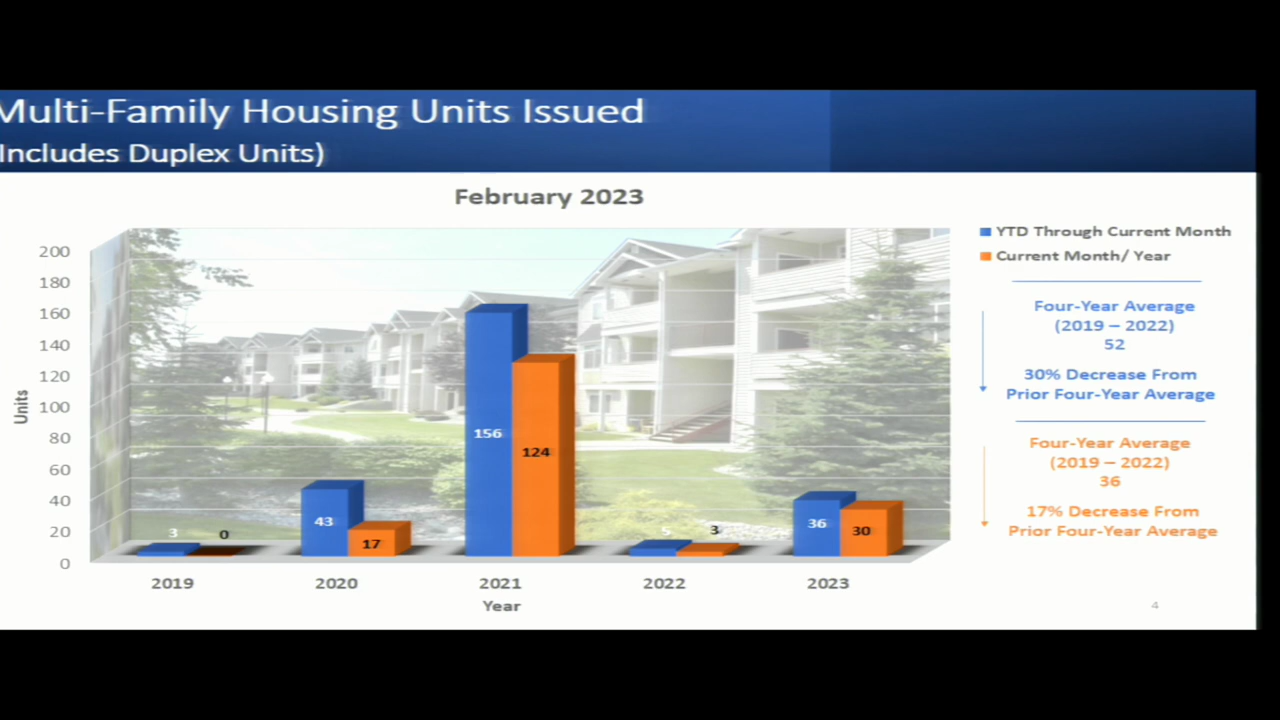 Multi-Family Housing Units Issued
Includes Duplex Units)
February 2023
YTD Through Current Month
Current Month/ Year
Four-Year Average
(2019 – 2022)
52
30% Decrease From
Prior Four-Year Average
Four-Year Average
(2019 – 2022)
36
17% Decrease From
Prior Four-Year Average
Units
200
180
160
140
120
100
80
60
40
20
0
3 0
43 17
156 124
5 3
36 30
2019 2020 2021 2022 2023
Year
4